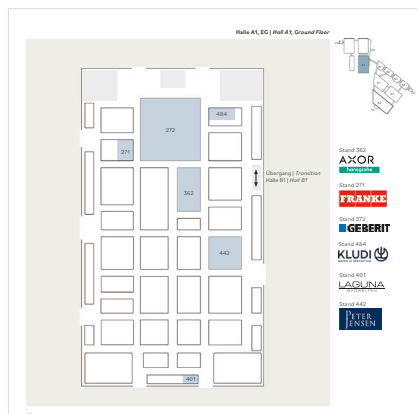 Halle A1, EG | Hall A1, Ground Floor
272
484
271
362
Übergang | Transition
Halle B1 | Hall B1
442
401
Stand 362
AXOR
hansgrohe
Stand 271
FRANKE
Stand 272
GEBERIT
Stand 484
KLUDI
Stand 401
LAGUNA
BADWELTEN
Stand 442
PETER
JENSEN